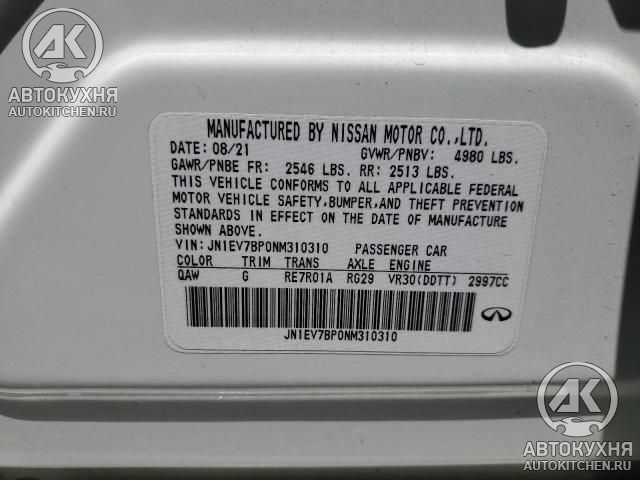 АВТОКУХНЯ
AUTOKITCHEN.RU
MANUFACTURED BY NISSAN MOTOR CO.,LTD.
DATE: 08/21 GVWR/PNBV: 4980 LBS.
GAWR/PNBE FR: 2546 LBS. RR: 2513 LBS.
THIS VEHICLE CONFORMS TO ALL APPLICABLE FEDERAL
MOTOR VEHICLE SAFETY,BUMPER,AND THEFT PREVENTION
STANDARDS IN EFFECT ON THE DATE OF MANUFACTURE
SHOWN ABOVE.
VIN: JN1EV7BP0NM310310 PASSENGER CAR
COLOR TRIM TRANS AXLE ENGINE
QAW G RE7R01A RG29 VR30(DDTT) 2997CC
JN1EV7BP0NM310310
АВТОКУХНЯ
AUTOKITCHEN.RU